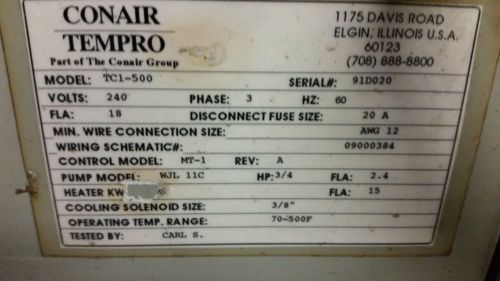 CONAIR
TEMPRO
Part of The Conair Group
1175 DAVIS ROAD
ELGIN, ILLINOIS U.S.A.
60123
(708) 888-8800
MODEL: TC1-500 SERIAL#: 91D020
VOLTS: 240 PHASE: 3 HZ: 60
FLA: 18 DISCONNECT FUSE SIZE: 20 A
MIN. WIRE CONNECTION SIZE: AWG 12
WIRING SCHEMATIC#: 09000384
CONTROL MODEL: MT-1 REV: A
PUMP MODEL: WJL 11C HP: 3/4 FLA: 2.4
HEATER KW FLA: 15
COOLING SOLENOID SIZE: 3/8"
OPERATING TEMP. RANGE: 70-500F
TESTED BY: CARL S.